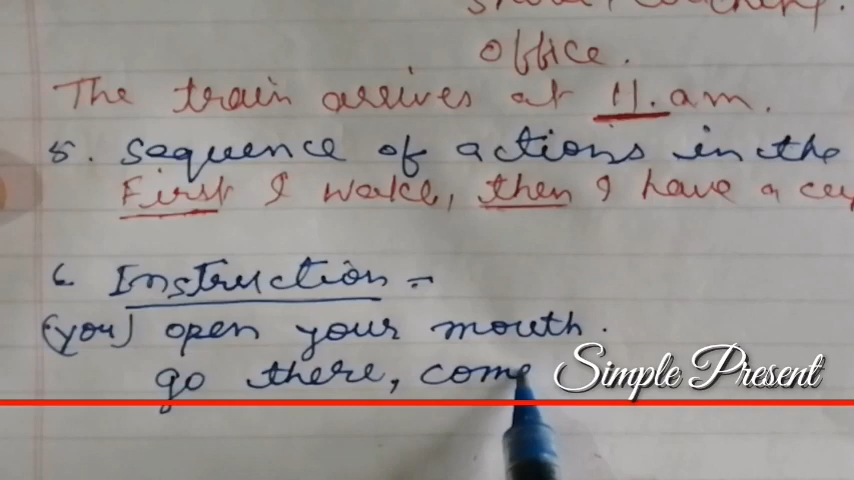 office.
The train arrives at 11.am.
5. Sequence of actions in the
First I wake, then I have a cup
6 Instruction -
(you) open your mouth.
go there, come
Simple Present